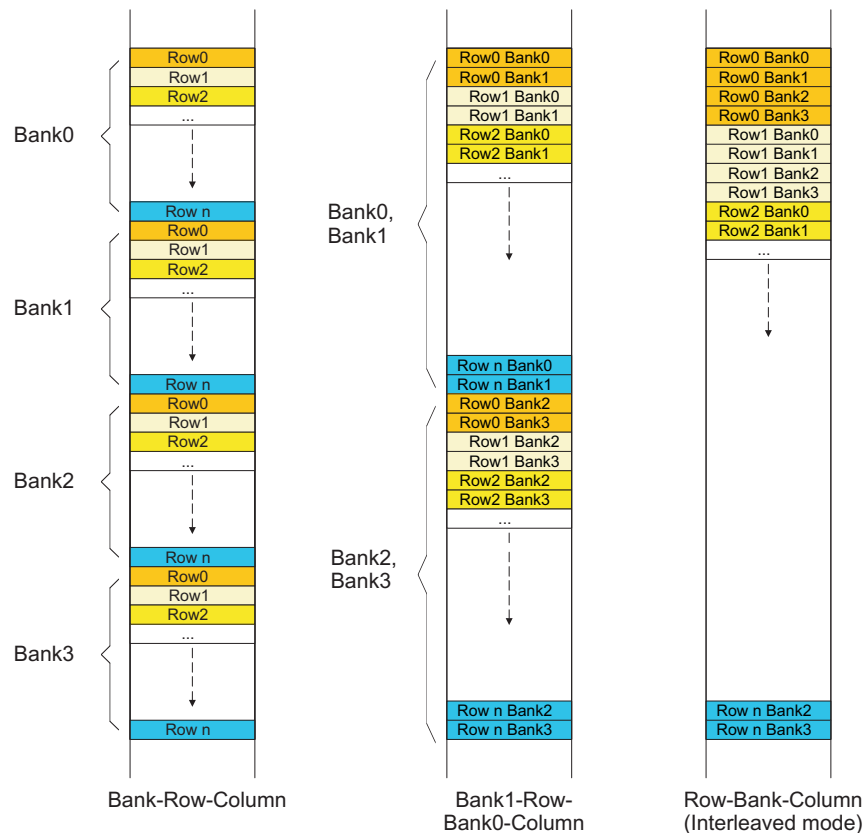 Bank0
Row0
Row1
Row2
...
Row n
Bank1
Row0
Row1
Row2
...
Row n
Bank2
Row0
Row1
Row2
...
Row n
Bank3
Row0
Row1
Row2
...
Row n
Bank-Row-Column
Bank0,
Bank1
Row0 Bank0
Row0 Bank1
Row1 Bank0
Row1 Bank1
Row2 Bank0
Row2 Bank1
...
Row n Bank0
Row n Bank1
Bank2,
Bank3
Row0 Bank2
Row0 Bank3
Row1 Bank2
Row1 Bank3
Row2 Bank2
Row2 Bank3
...
Row n Bank2
Row n Bank3
Bank1-Row-
Bank0-Column
Row0 Bank0
Row0 Bank1
Row0 Bank2
Row0 Bank3
Row1 Bank0
Row1 Bank1
Row1 Bank2
Row1 Bank3
Row2 Bank0
Row2 Bank1
...
Row n Bank2
Row n Bank3
Row-Bank-Column
(Interleaved mode)